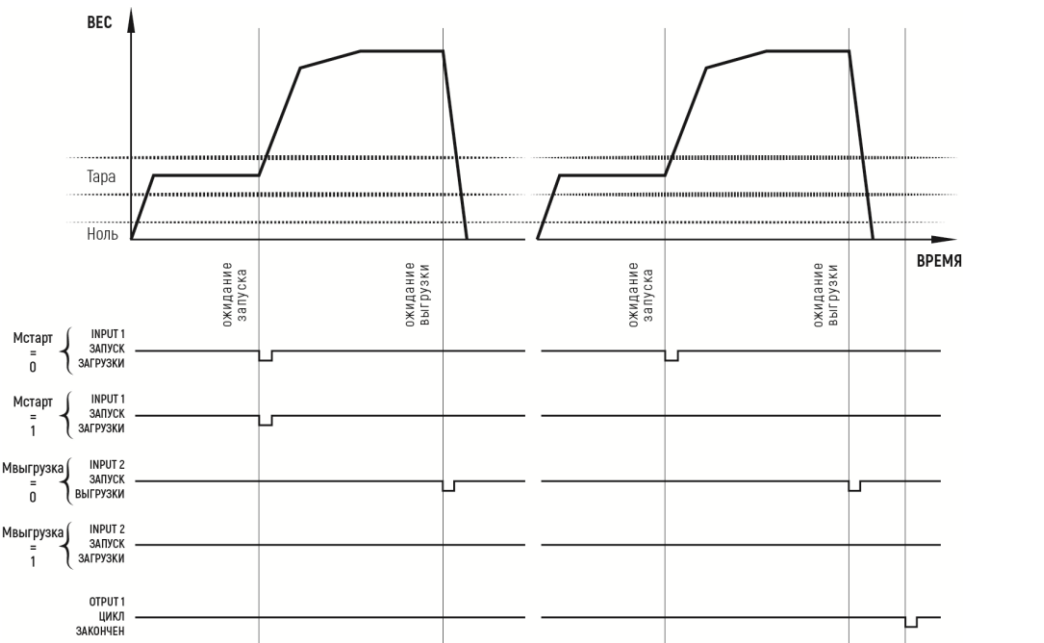 ВЕС
Тара
Ноль
ВРЕМЯ
ожидание
запуска
ожидание
выгрузки
ожидание
запуска
ожидание
выгрузки
Мстарт
=
0
INPUT 1
ЗАПУСК
ЗАГРУЗКИ
Мстарт
=
1
INPUT 1
ЗАПУСК
ЗАГРУЗКИ
Мвыгрузка
=
0
INPUT 2
ЗАПУСК
ВЫГРУЗКИ
Мвыгрузка
=
1
INPUT 2
ЗАПУСК
ЗАГРУЗКИ
OTPUT 1
ЦИКЛ
ЗАКОНЧЕН